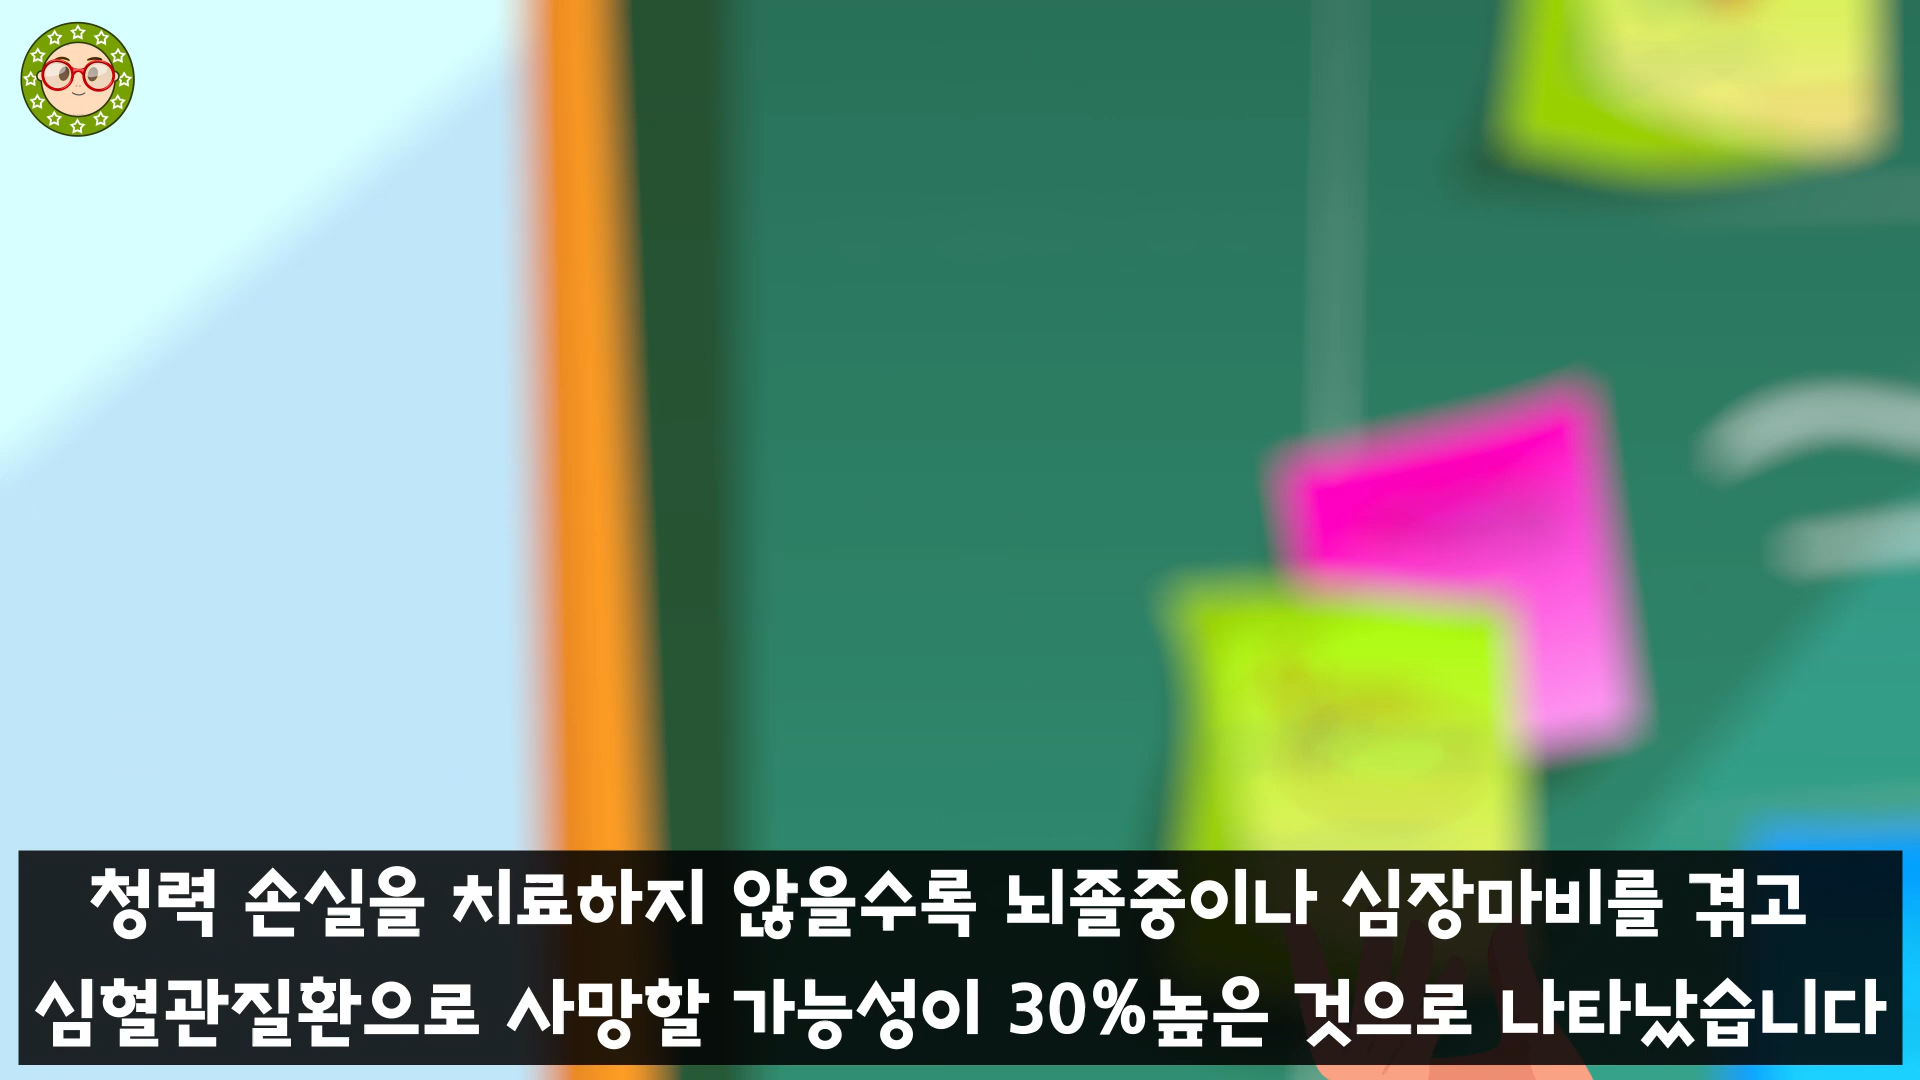 청력 손실을 치료하지 않을수록 뇌졸중이나 심장마비를 겪고
심혈관질환으로 사망할 가능성이 30%높은 것으로 나타났습니다